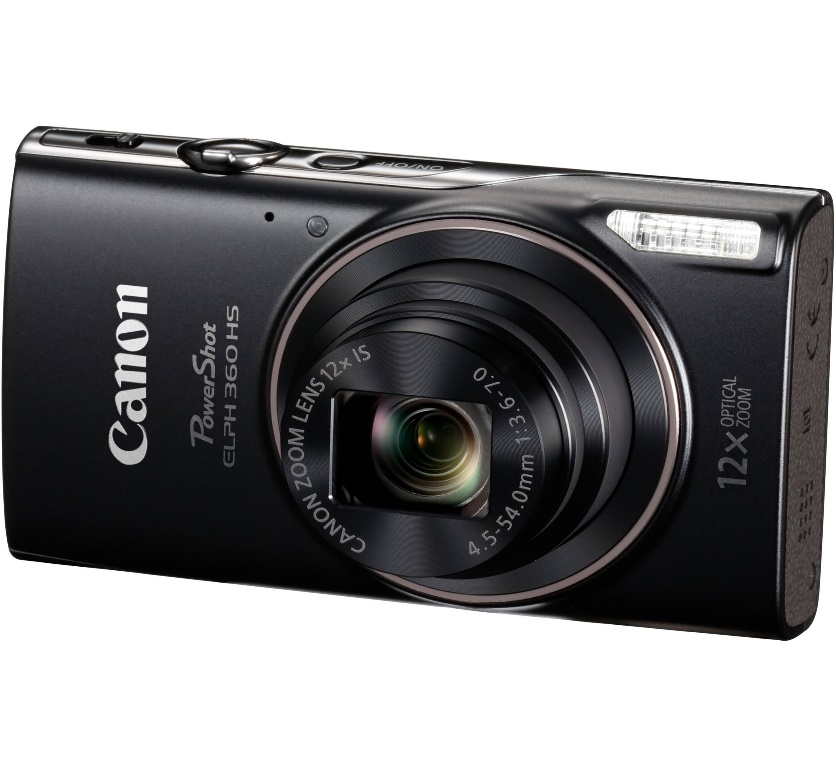 ON/OFF
Canon
PowerShot
ELPH 360 HS
CANON ZOOM LENS 12x IS
4.5-54.0mm 1:3.6-7.0
12x OPTICAL
ZOOM
CE